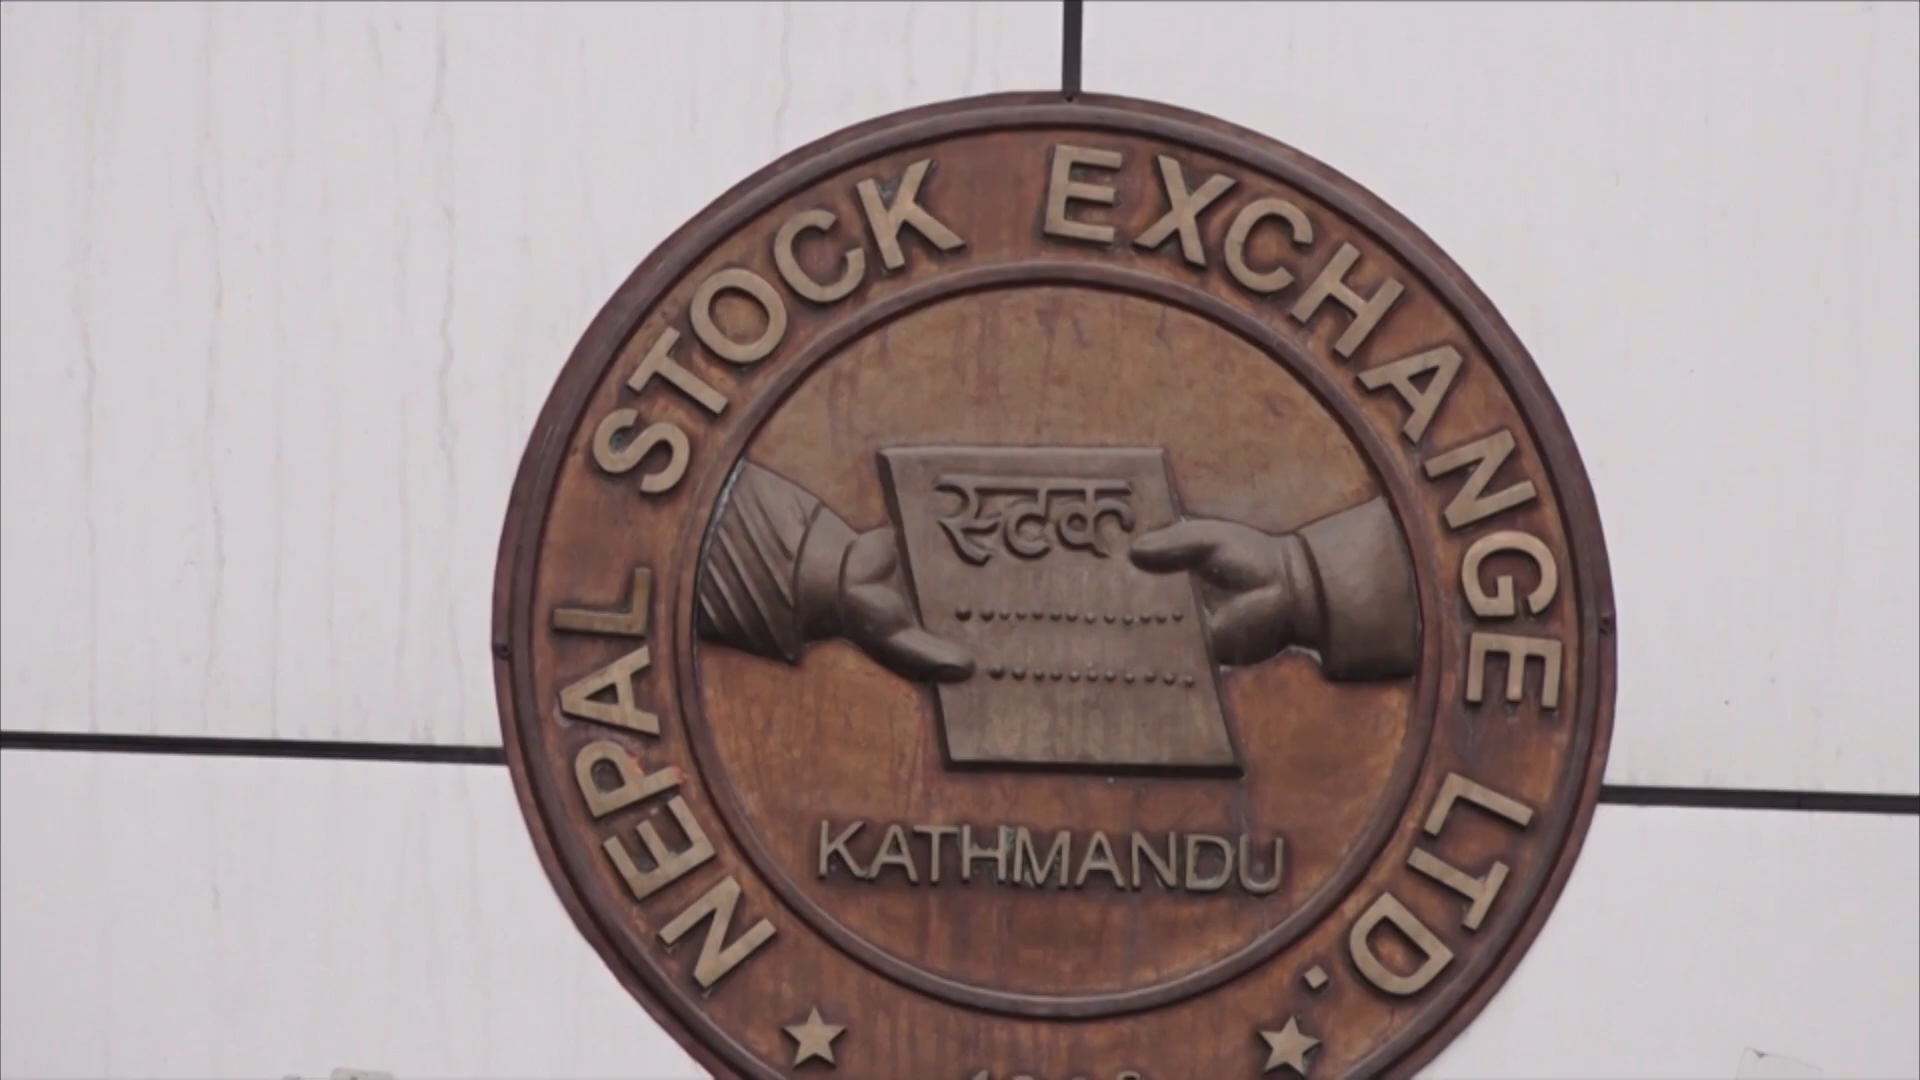 NEPAL STOCK EXCHANGE LTD.
स्टक
KATHMANDU